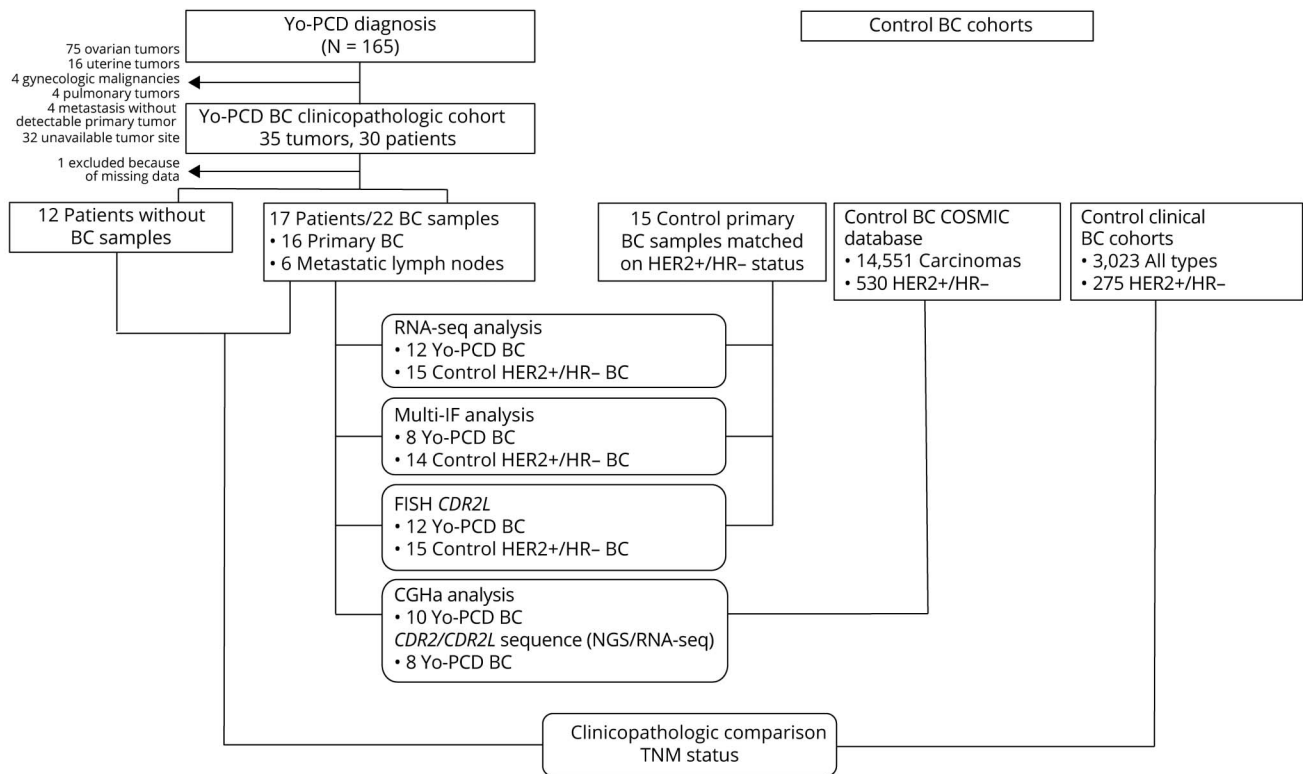 Yo-PCD diagnosis
(N = 165)
Control BC cohorts
75 ovarian tumors
16 uterine tumors
4 gynecologic malignancies
4 pulmonary tumors
4 metastasis without
detectable primary tumor
32 unavailable tumor site
Yo-PCD BC clinicopathologic cohort
35 tumors, 30 patients
1 excluded because
of missing data
12 Patients without
BC samples
17 Patients/22 BC samples
• 16 Primary BC
• 6 Metastatic lymph nodes
15 Control primary
BC samples matched
on HER2+/HR− status
Control BC COSMIC
database
• 14,551 Carcinomas
• 530 HER2+/HR−
Control clinical
BC cohorts
• 3,023 All types
• 275 HER2+/HR−
RNA-seq analysis
• 12 Yo-PCD BC
• 15 Control HER2+/HR− BC
Multi-IF analysis
• 8 Yo-PCD BC
• 14 Control HER2+/HR− BC
FISH CDR2L
• 12 Yo-PCD BC
• 15 Control HER2+/HR− BC
CGHa analysis
• 10 Yo-PCD BC
CDR2/CDR2L sequence (NGS/RNA-seq)
• 8 Yo-PCD BC
Clinicopathologic comparison
TNM status